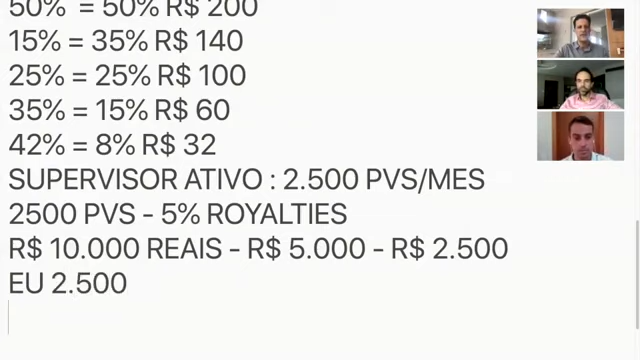 50% = 50% R$ 200
15% = 35% R$ 140
25% = 25% R$ 100
35% = 15% R$ 60
42% = 8% R$ 32
SUPERVISOR ATIVO : 2.500 PVS/MES
2500 PVS - 5% ROYALTIES
R$ 10.000 REAIS - R$ 5.000 - R$ 2.500
EU 2.500